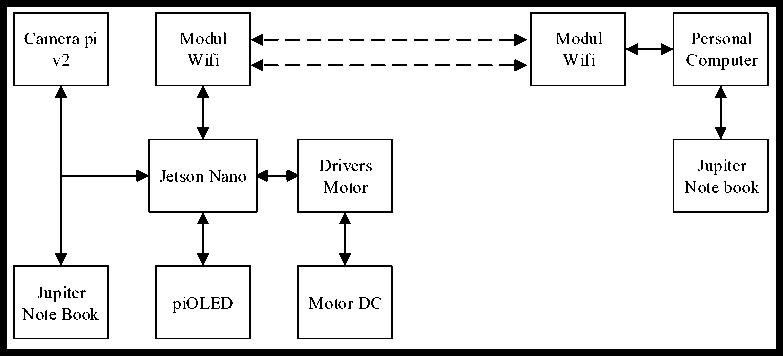 Camera pi
v2
Modul
Wifi
Modul
Wifi
Personal
Computer
Jetson Nano
Drivers
Motor
Jupiter
Note book
Jupiter
Note Book
piOLED
Motor DC